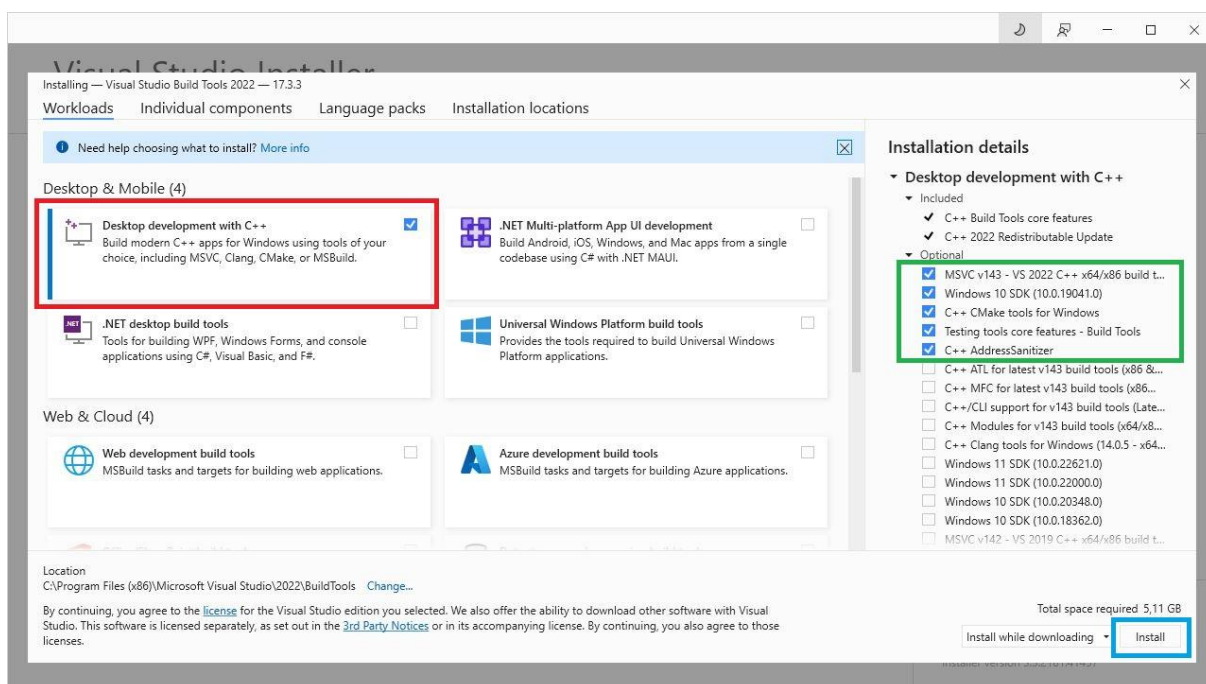 Visual Studio Installer
Installing — Visual Studio Build Tools 2022 — 17.3.3
Workloads
Individual components
Language packs
Installation locations
Need help choosing what to install? More info
Desktop & Mobile (4)
Desktop development with C++
Build modern C++ apps for Windows using tools of your
choice, including MSVC, Clang, CMake, or MSBuild.
.NET Multi-platform App UI development
Build Android, iOS, Windows, and Mac apps from a single
codebase using C# with .NET MAUI.
.NET
.NET desktop build tools
Tools for building WPF, Windows Forms, and console
applications using C#, Visual Basic, and F#.
Universal Windows Platform build tools
Provides the tools required to build Universal Windows
Platform applications.
Web & Cloud (4)
Web development build tools
MSBuild tasks and targets for building web applications.
Azure development build tools
MSBuild tasks and targets for building Azure applications.
Installation details
Desktop development with C++
Included
C++ Build Tools core features
C++ 2022 Redistributable Update
Optional
MSVC v143 - VS 2022 C++ x64/x86 build t...
Windows 10 SDK (10.0.19041.0)
C++ CMake tools for Windows
Testing tools core features - Build Tools
C++ AddressSanitizer
C++ ATL for latest v143 build tools (x86 &...
C++ MFC for latest v143 build tools (x86...
C++/CLI support for v143 build tools (Late...
C++ Modules for v143 build tools (x64/x8...
C++ Clang tools for Windows (14.0.5 - x64...
Windows 11 SDK (10.0.22621.0)
Windows 11 SDK (10.0.22000.0)
Windows 10 SDK (10.0.20348.0)
Windows 10 SDK (10.0.18362.0)
MSVC v142 - VS 2019 C++ x64/x86 build t...
Location
C:\Program Files (x86)\Microsoft Visual Studio\2022\BuildTools Change...
By continuing, you agree to the license for the Visual Studio edition you selected. We also offer the ability to download other software with Visual
Studio. This software is licensed separately, as set out in the 3rd Party Notices or in its accompanying license. By continuing, you also agree to those
licenses.
Total space required 5,11 GB
Install while downloading
Install